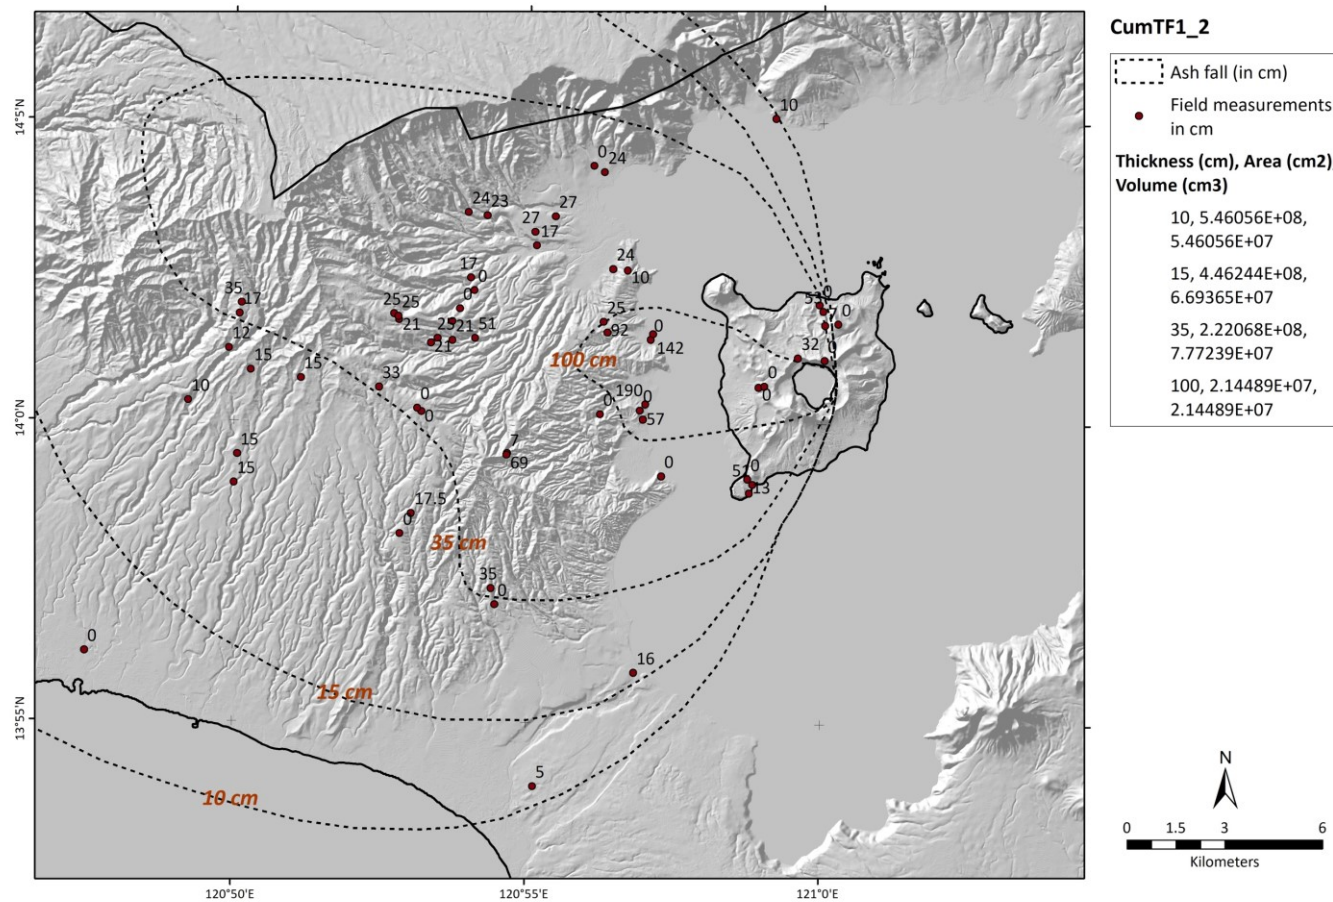 CumTF1_2
Ash fall (in cm)
Field measurements
in cm
Thickness (cm), Area (cm2),
Volume (cm3)
10, 5.46056E+08,
5.46056E+07
15, 4.46244E+08,
6.69365E+07
35, 2.22068E+08,
7.77239E+07
100, 2.14489E+07,
2.14489E+07
N
0 1.5 3 6
Kilometers
14°5'N
14°0'N
13°55'N
120°50'E
120°55'E
121°0'E
10
0
24
24
23
27
27
17
24
10
17
0
0
35
17
25
25
21
25
21
51
21
25
92
0
142
100 cm
0
7
0
32
0
0
0
12
15
15
10
33
0
0
190
0
0
57
15
15
7
69
0
0
13
17.5
0
35 cm
35
0
0
16
15 cm
10 cm
5